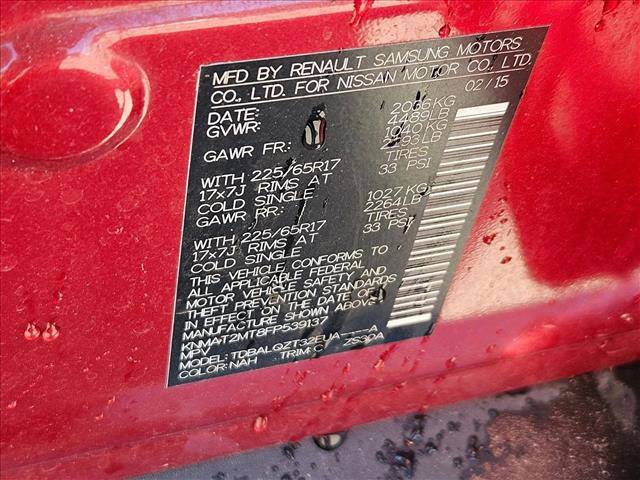 MFD BY RENAULT SAMSUNG MOTORS
CO., LTD. FOR NISSAN MOTOR CO., LTD.
DATE: 02/15
GVWR: 2036KG
4489LB
GAWR FR: 1040KG
2293LB
WITH 225/65R17 TIRES
17x7J RIMS AT 33 PSI
COLD SINGLE
GAWR RR: 1027KG
2264LB
WITH 225/65R17 TIRES
17x7J RIMS AT 33 PSI
COLD SINGLE
THIS VEHICLE CONFORMS TO
ALL APPLICABLE FEDERAL
MOTOR VEHICLE SAFETY AND
THEFT PREVENTION STANDARDS
IN EFFECT ON THE DATE OF
MANUFACTURE SHOWN ABOVE.
KNMAT2MT8FP539137
MPV
MODEL: TDBALQZT32EUA----A
COLOR: NAH TRIM: C ZS30A